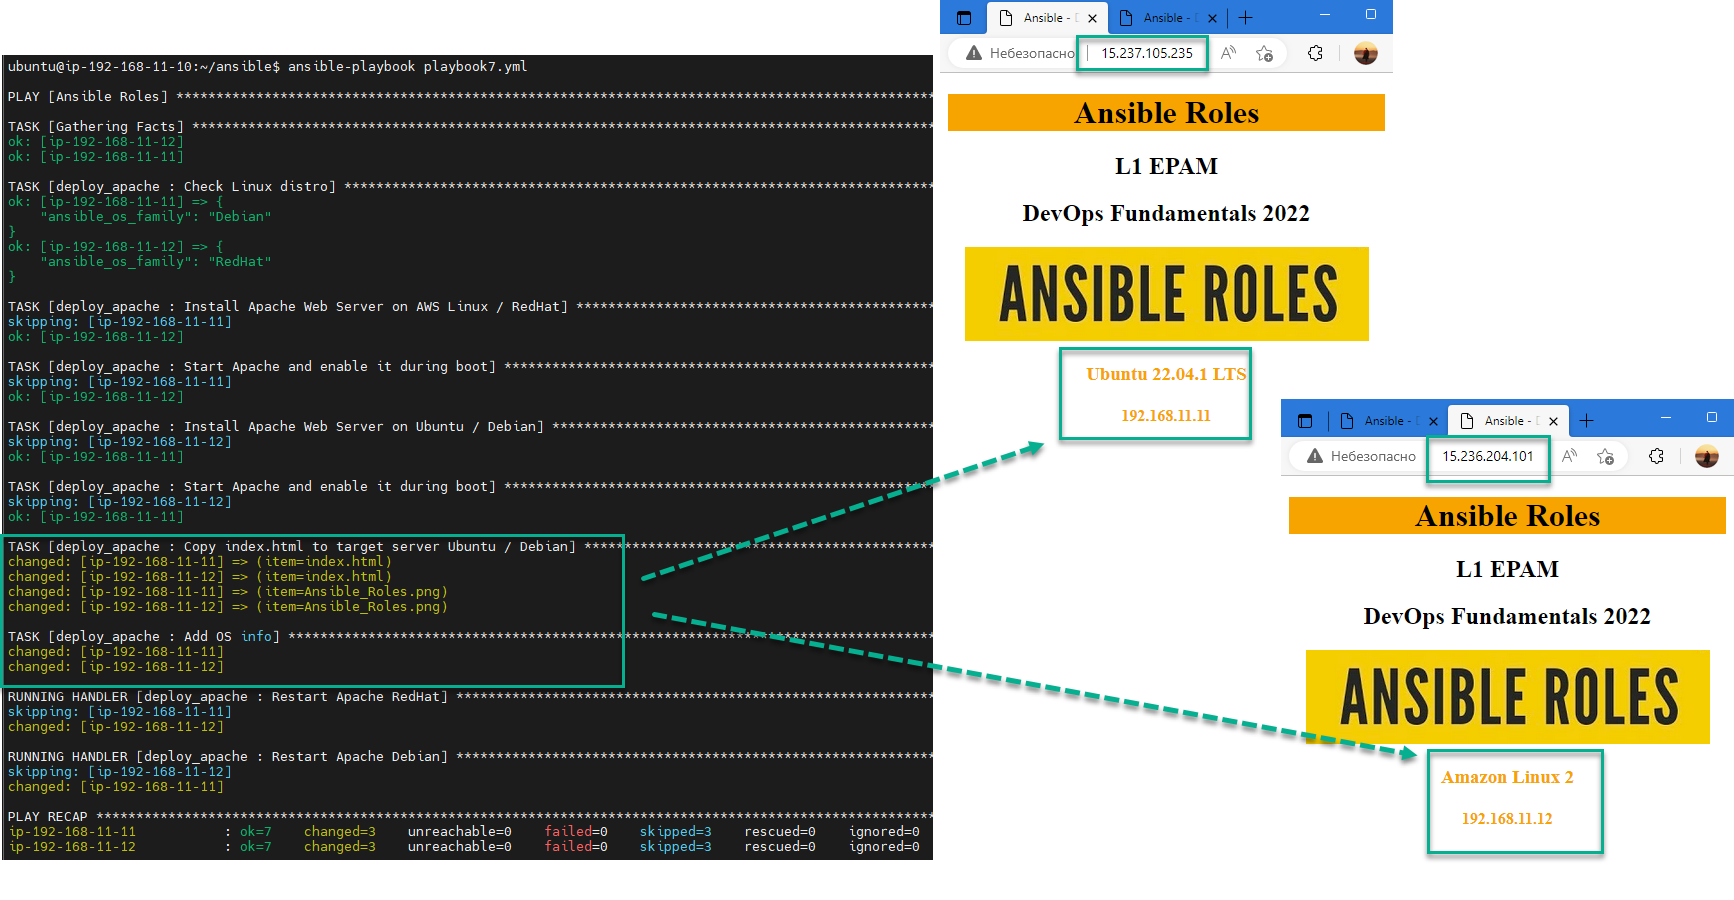 ubuntu@ip-192-168-11-10:~/ansible$ ansible-playbook playbook7.yml
PLAY [Ansible Roles] ********************************************************************************
TASK [Gathering Facts] ********************************************************************************
ok: [ip-192-168-11-12]
ok: [ip-192-168-11-11]
TASK [deploy_apache : Check Linux distro] ********************************************************************************
ok: [ip-192-168-11-11] => {
    "ansible_os_family": "Debian"
}
ok: [ip-192-168-11-12] => {
    "ansible_os_family": "RedHat"
}
TASK [deploy_apache : Install Apache Web Server on AWS Linux / RedHat] *********************************************
skipping: [ip-192-168-11-11]
ok: [ip-192-168-11-12]
TASK [deploy_apache : Start Apache and enable it during boot] ******************************************************
skipping: [ip-192-168-11-11]
ok: [ip-192-168-11-12]
TASK [deploy_apache : Install Apache Web Server on Ubuntu / Debian] ************************************************
skipping: [ip-192-168-11-12]
ok: [ip-192-168-11-11]
TASK [deploy_apache : Start Apache and enable it during boot] ******************************************************
skipping: [ip-192-168-11-12]
ok: [ip-192-168-11-11]
TASK [deploy_apache : Copy index.html to target server Ubuntu / Debian] ********************************************
changed: [ip-192-168-11-11] => (item=index.html)
changed: [ip-192-168-11-12] => (item=index.html)
changed: [ip-192-168-11-11] => (item=Ansible_Roles.png)
changed: [ip-192-168-11-12] => (item=Ansible_Roles.png)
TASK [deploy_apache : Add OS info] ********************************************************************************
changed: [ip-192-168-11-11]
changed: [ip-192-168-11-12]
RUNNING HANDLER [deploy_apache : Restart Apache RedHat] ************************************************************
skipping: [ip-192-168-11-11]
changed: [ip-192-168-11-12]
RUNNING HANDLER [deploy_apache : Restart Apache Debian] ************************************************************
skipping: [ip-192-168-11-12]
changed: [ip-192-168-11-11]
PLAY RECAP ********************************************************************************
ip-192-168-11-11 : ok=7 changed=3 unreachable=0 failed=0 skipped=3 rescued=0 ignored=0
ip-192-168-11-12 : ok=7 changed=3 unreachable=0 failed=0 skipped=3 rescued=0 ignored=0
Ansible - Ansible -
Небезопасно 15.237.105.235
Ansible Roles
L1 EPAM
DevOps Fundamentals 2022
ANSIBLE ROLES
Ubuntu 22.04.1 LTS
192.168.11.11
Ansible - Ansible -
Небезопасно 15.236.204.101
Ansible Roles
L1 EPAM
DevOps Fundamentals 2022
ANSIBLE ROLES
Amazon Linux 2
192.168.11.12